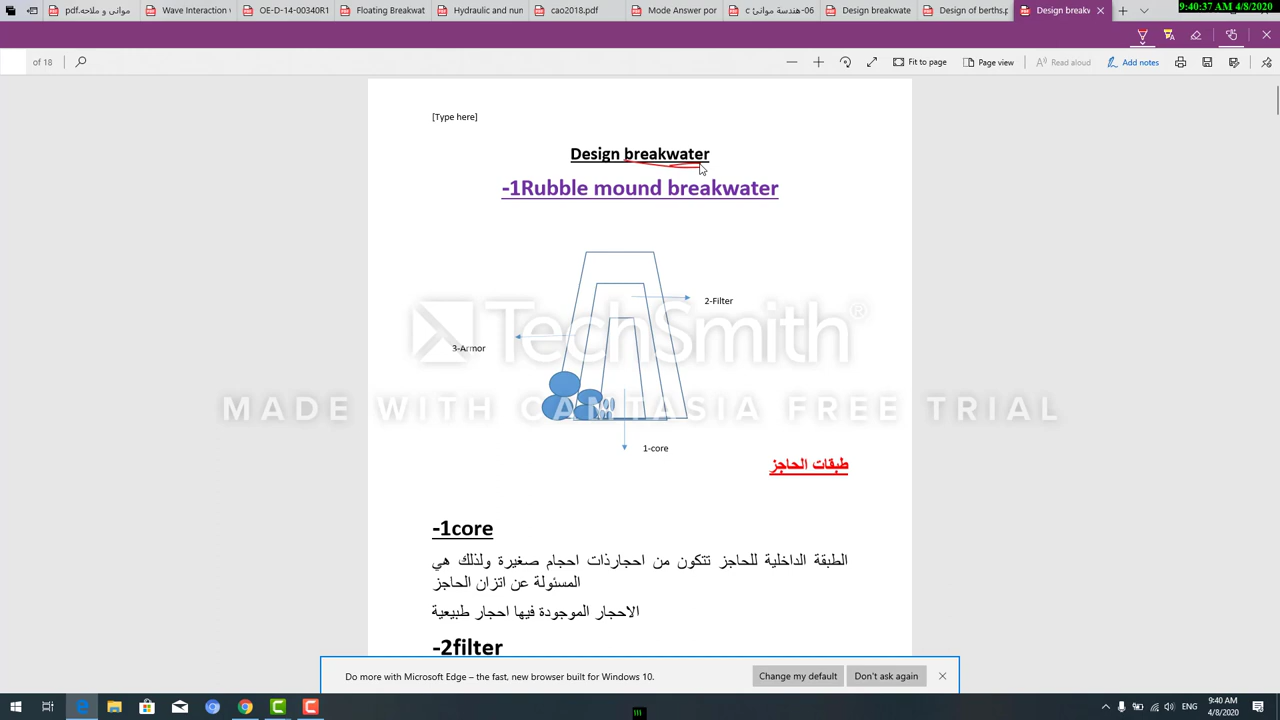 9:40:37 AM 4/8/2020
موانى و ملاحه.pdf
Wave Interaction w
OE-D-14-00340R1
Floating Breakwat
Hydraulic and nun
cao2018.pdf
Mode Answer por
06-هندسة موانئ c
Design breakwate
Design of berths.p
Design breakw
of 18
Fit to page
Page view
Read aloud
Add notes
[Type here]
Design breakwater
-1Rubble mound breakwater
2-Filter
TechSmith®
3-Armor
MADE WITH CAMTASIA FREE TRIAL
1-core
طبقات الحاجز
-1core
الطبقة الداخلية للحاجز تتكون من احجارذات احجام صغيرة ولذلك هي
المسئولة عن اتزان الحاجز
الاحجار الموجودة فيها احجار طبيعية
-2filter
Do more with Microsoft Edge – the fast, new browser built for Windows 10.
Change my default
Don't ask again
9:40 AM
4/8/2020